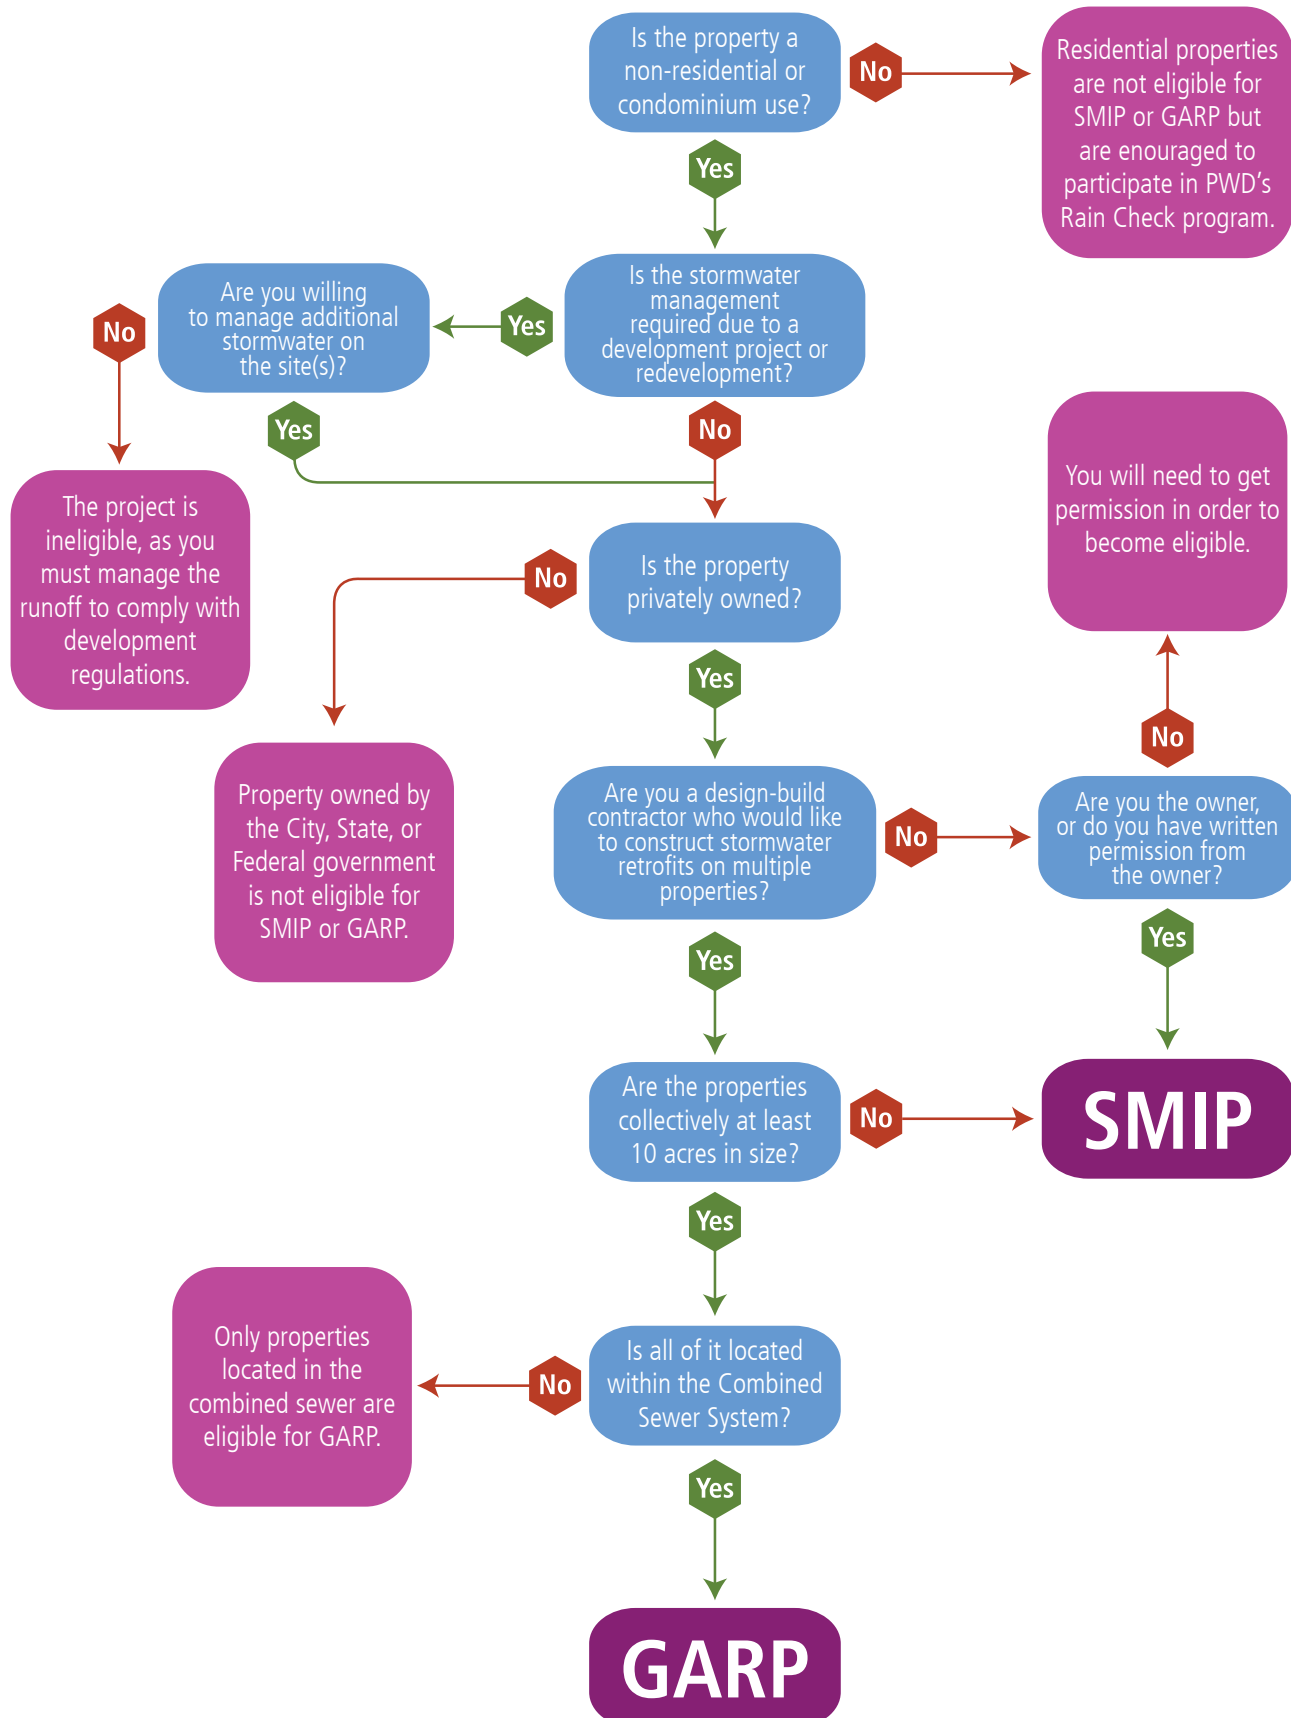 Is the property a
non-residential or
condominium use?
No
Residential properties
are not eligible for
SMIP or GARP but
are enouraged to
participate in PWD's
Rain Check program.
Yes
Is the stormwater
management
required due to a
development project or
redevelopment?
Yes
Are you willing
to manage additional
stormwater on
the site(s)?
No
The project is
ineligible, as you
must manage the
runoff to comply with
development
regulations.
Yes
No
Is the property
privately owned?
No
Property owned by
the City, State, or
Federal government
is not eligible for
SMIP or GARP.
Yes
Are you a design-build
contractor who would like
to construct stormwater
retrofits on multiple
properties?
No
Are you the owner,
or do you have written
permission from
the owner?
No
You will need to get
permission in order to
become eligible.
Yes
SMIP
Yes
Are the properties
collectively at least
10 acres in size?
No
Yes
Is all of it located
within the Combined
Sewer System?
No
Only properties
located in the
combined sewer are
eligible for GARP.
Yes
GARP